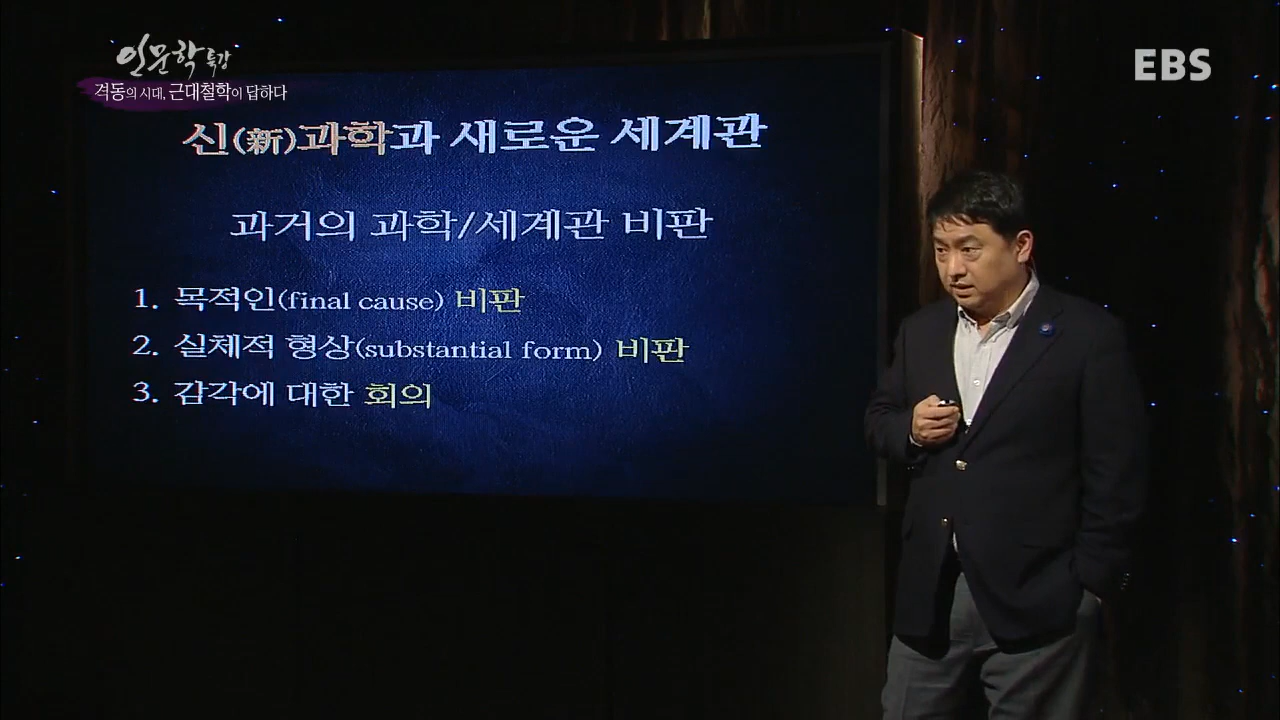 인문학 특강
격동의 시대, 근대철학이 답하다
EBS
신(新)과학과 새로운 세계관
과거의 과학/세계관 비판
1. 목적인(final cause) 비판
2. 실체적 형상(substantial form) 비판
3. 감각에 대한 회의